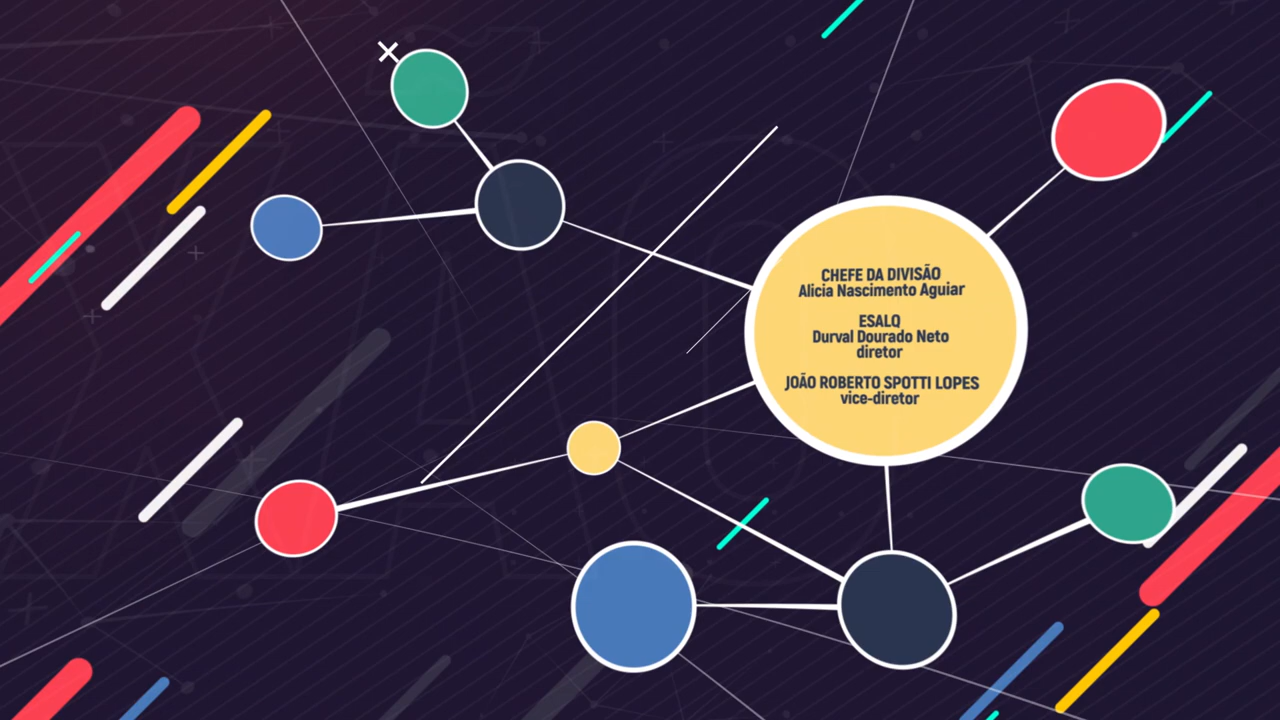 CHEFE DA DIVISÃO
Alicia Nascimento Aguiar
ESALQ
Durval Dourado Neto
diretor
JOÃO ROBERTO SPOTTI LOPES
vice-diretor